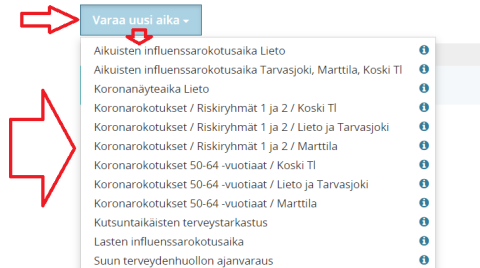 Varaa uusi aika
Aikuisten influenssarokotusaika Lieto
Aikuisten influenssarokotusaika Tarvasjoki, Marttila, Koski Tl
Koronanäyteaika Lieto
Koronarokotukset / Riskiryhmät 1 ja 2 / Koski Tl
Koronarokotukset / Riskiryhmät 1 ja 2 / Lieto ja Tarvasjoki
Koronarokotukset / Riskiryhmät 1 ja 2 / Marttila
Koronarokotukset 50-64 -vuotiaat / Koski Tl
Koronarokotukset 50-64 -vuotiaat / Lieto ja Tarvasjoki
Koronarokotukset 50-64 -vuotiaat / Marttila
Kutsuntaikäisten terveystarkastus
Lasten influenssarokotusaika
Suun terveydenhuollon ajanvaraus